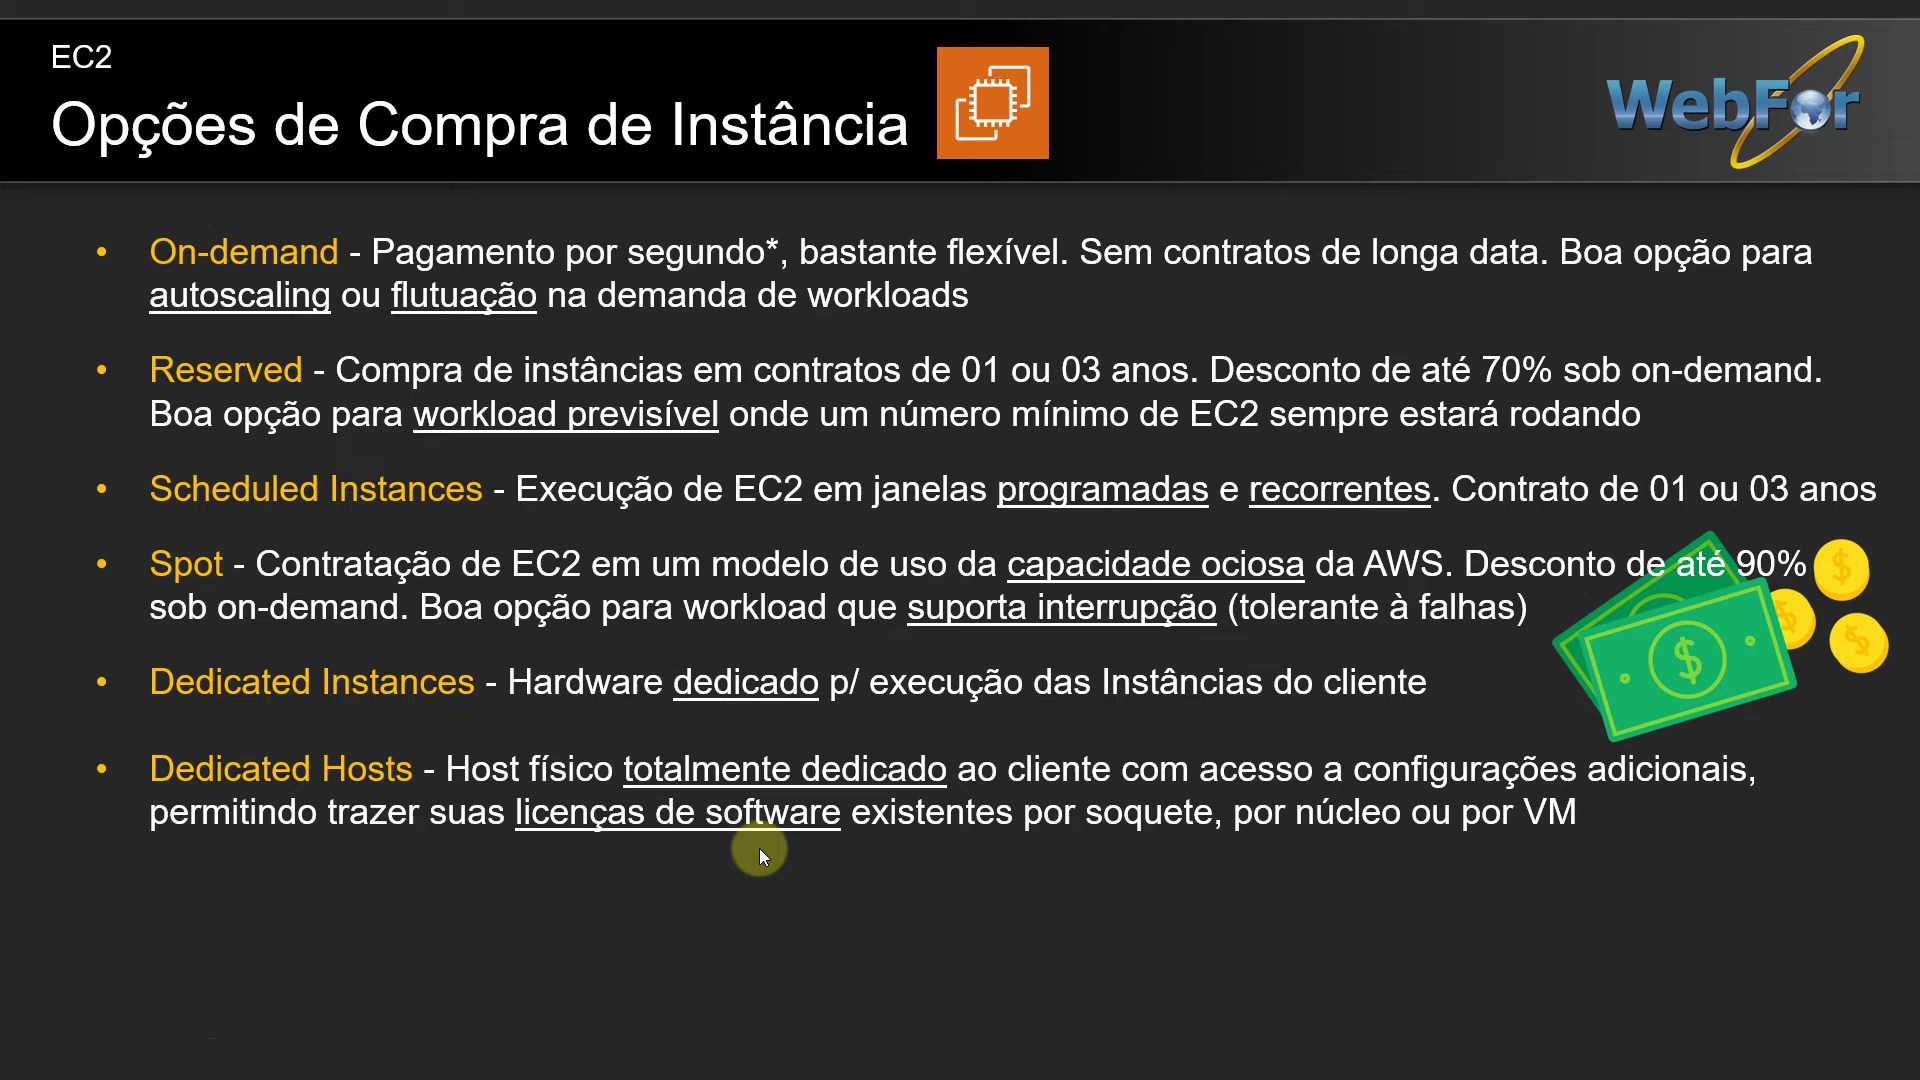 EC2
Opções de Compra de Instância
WebFor
• On-demand - Pagamento por segundo*, bastante flexível. Sem contratos de longa data. Boa opção para
autoscaling ou flutuação na demanda de workloads
• Reserved - Compra de instâncias em contratos de 01 ou 03 anos. Desconto de até 70% sob on-demand.
Boa opção para workload previsível onde um número mínimo de EC2 sempre estará rodando
• Scheduled Instances - Execução de EC2 em janelas programadas e recorrentes. Contrato de 01 ou 03 anos
• Spot - Contratação de EC2 em um modelo de uso da capacidade ociosa da AWS. Desconto de até 90%
sob on-demand. Boa opção para workload que suporta interrupção (tolerante à falhas)
• Dedicated Instances - Hardware dedicado p/ execução das Instâncias do cliente
• Dedicated Hosts - Host físico totalmente dedicado ao cliente com acesso a configurações adicionais,
permitindo trazer suas licenças de software existentes por soquete, por núcleo ou por VM